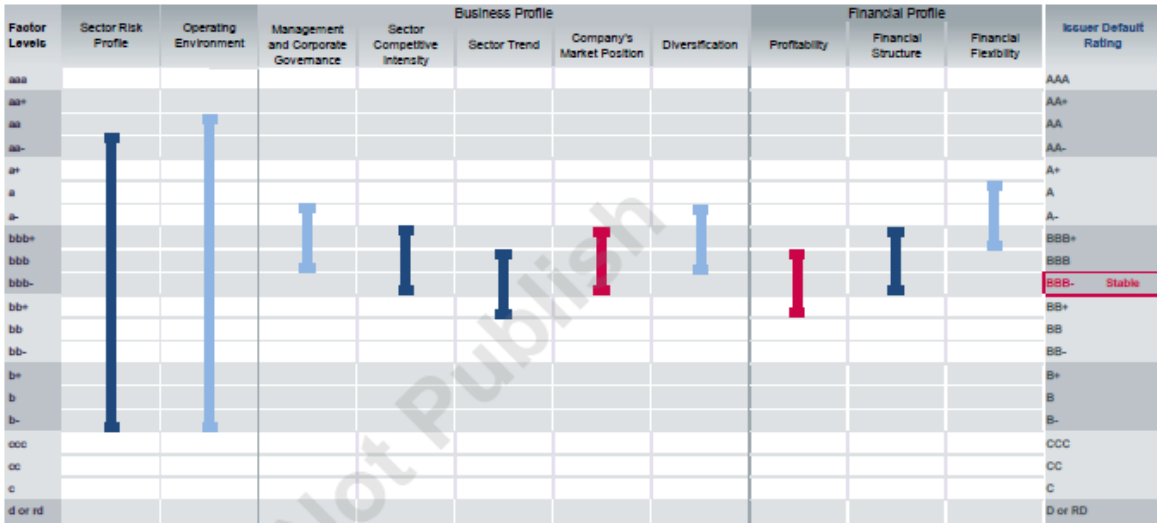 Business Profile
Financial Profile
Factor Levels
Sector Risk Profile
Operating Environment
Management and Corporate Governance
Sector Competitive Intensity
Sector Trend
Company's Market Position
Diversification
Profitability
Financial Structure
Financial Flexibility
Issuer Default Rating
aaa AAA
aa+ AA+
aa AA
aa- AA-
a+ A+
a A
a- A-
bbb+ BBB+
bbb BBB
bbb- BBB- Stable
bb+ BB+
bb BB
bb- BB-
b+ B+
b B
b- B-
ccc CCC
cc CC
c C
d or rd D or RD
Not Publish